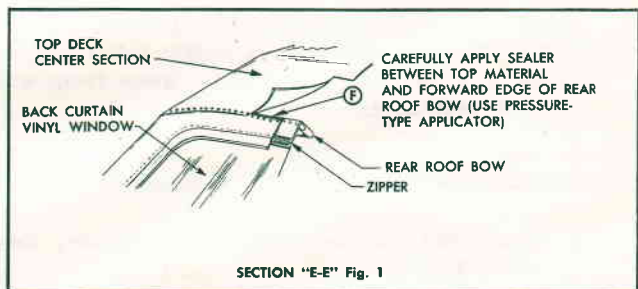 TOP DECK
CENTER SECTION
CAREFULLY APPLY SEALER
BETWEEN TOP MATERIAL
AND FORWARD EDGE OF REAR
ROOF BOW (USE PRESSURE-
TYPE APPLICATOR)
F
BACK CURTAIN
VINYL WINDOW
REAR ROOF BOW
ZIPPER
SECTION "E-E" Fig. 1